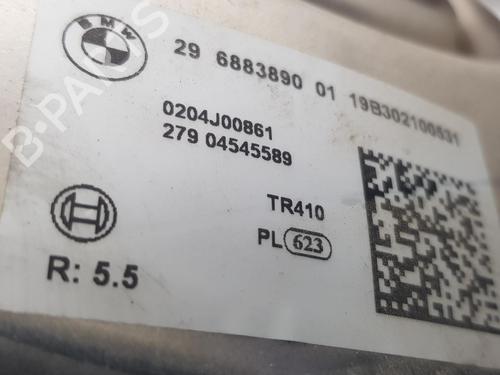 BMW
29 6883890 01 19B302100531
0204J00861
279 04545589
TR410
PL 623
R: 5.5
B-PARTS